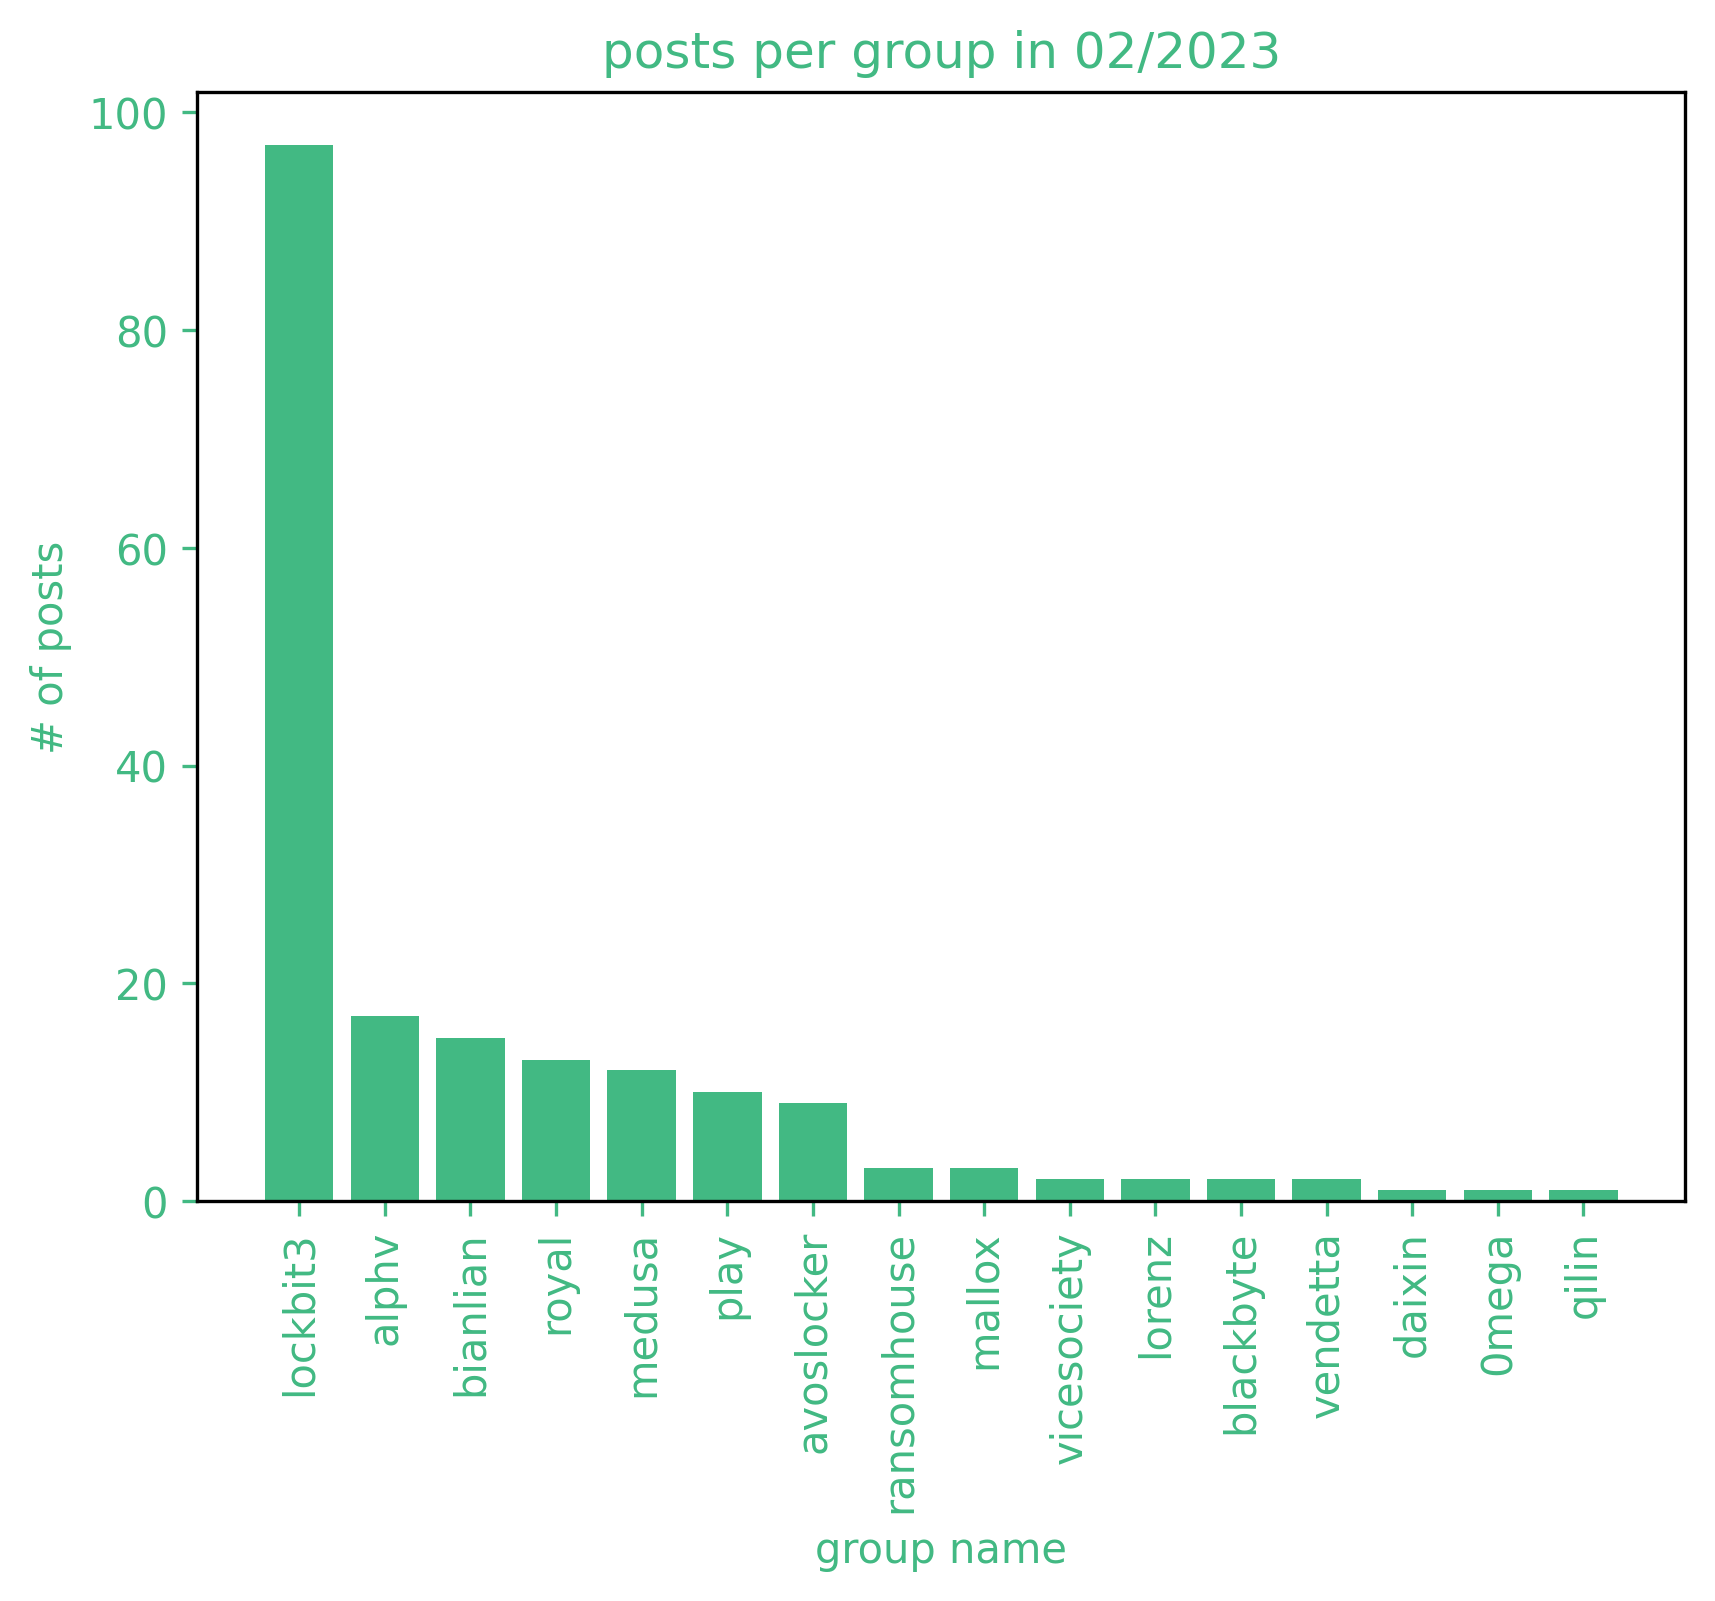 posts per group in 02/2023
# of posts
100
80
60
40
20
0
lockbit3
alphv
bianlian
royal
medusa
play
avoslocker
ransomhouse
mallox
vicesociety
lorenz
blackbyte
vendetta
daixin
0mega
qilin
group name